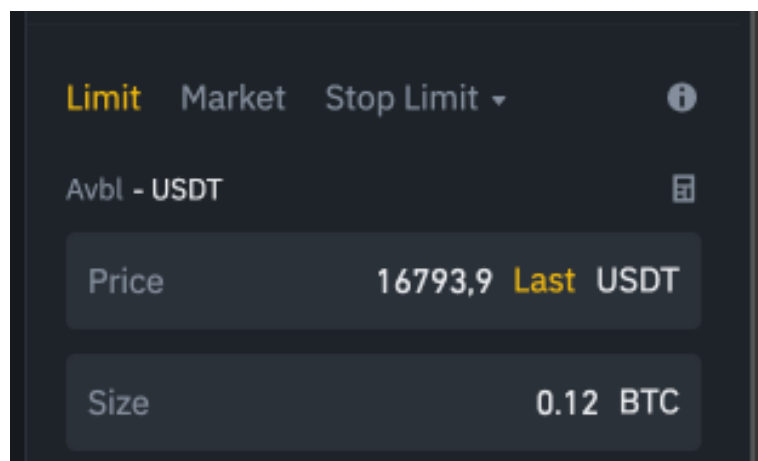 Limit Market Stop Limit
Avbl - USDT
Price 16793,9 Last USDT
Size 0.12 BTC